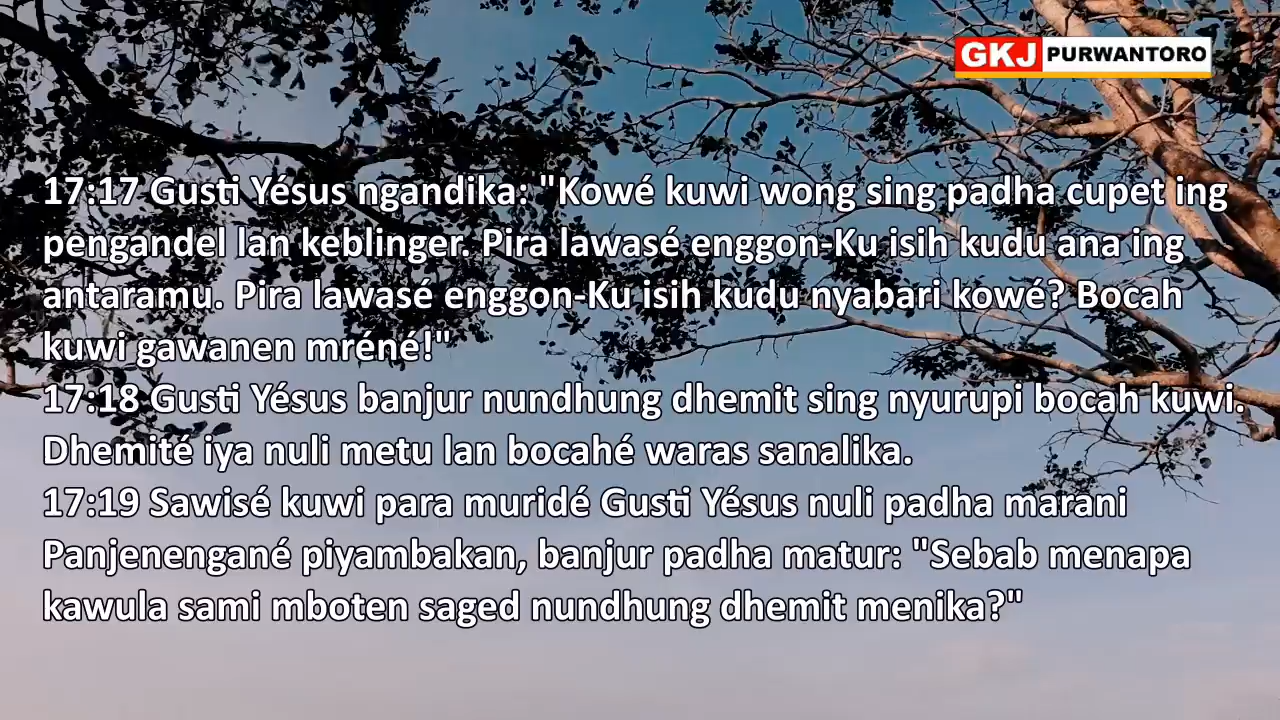 GKJ PURWANTORO
17:17 Gusti Yésus ngandika: "Kowé kuwi wong sing padha cupet ing
pengandel lan keblinger. Pira lawasé enggon-Ku isih kudu ana ing
antaramu. Pira lawasé enggon-Ku isih kudu nyabari kowé? Bocah
kuwi gawanen mréné!"
17:18 Gusti Yésus banjur nundhung dhemit sing nyurupi bocah kuwi.
Dhemité iya nuli metu lan bocahé waras sanalika.
17:19 Sawisé kuwi para muridé Gusti Yésus nuli padha marani
Panjenengané piyambakan, banjur padha matur: "Sebab menapa
kawula sami mboten saged nundhung dhemit menika?"